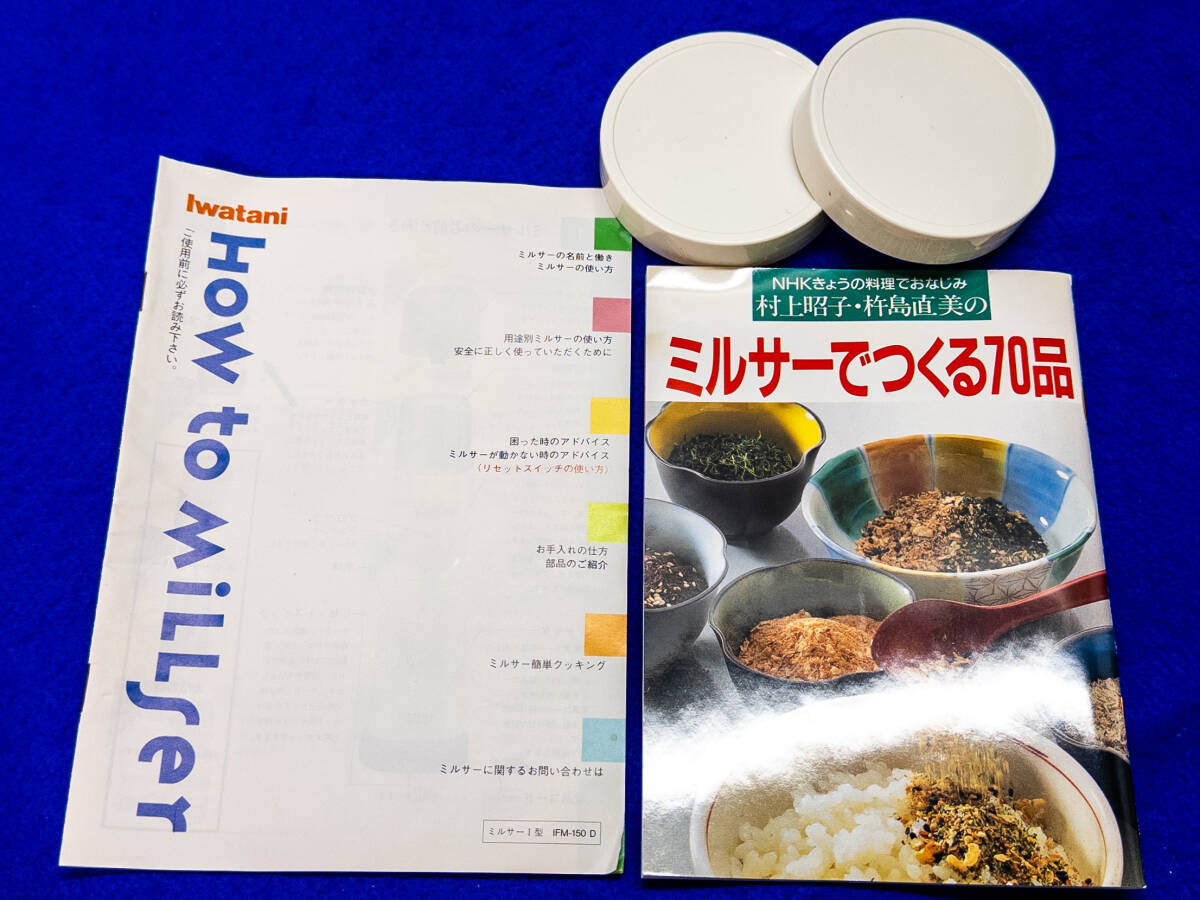 Iwatani
How to Millser
ご使用前に必ずお読み下さい。
ミルサーの名前と働き
ミルサーの使い方
用途別ミルサーの使い方
安全に正しく使っていただくために
困った時のアドバイス
ミルサーが動かない時のアドバイス
(リセットスイッチの使い方)
お手入れの仕方
部品のご紹介
ミルサー簡単クッキング
ミルサーに関するお問い合わせは
ミルサーⅠ型 IFM-150 D
NHKきょうの料理でおなじみ
村上昭子・杵島直美の
ミルサーでつくる70品